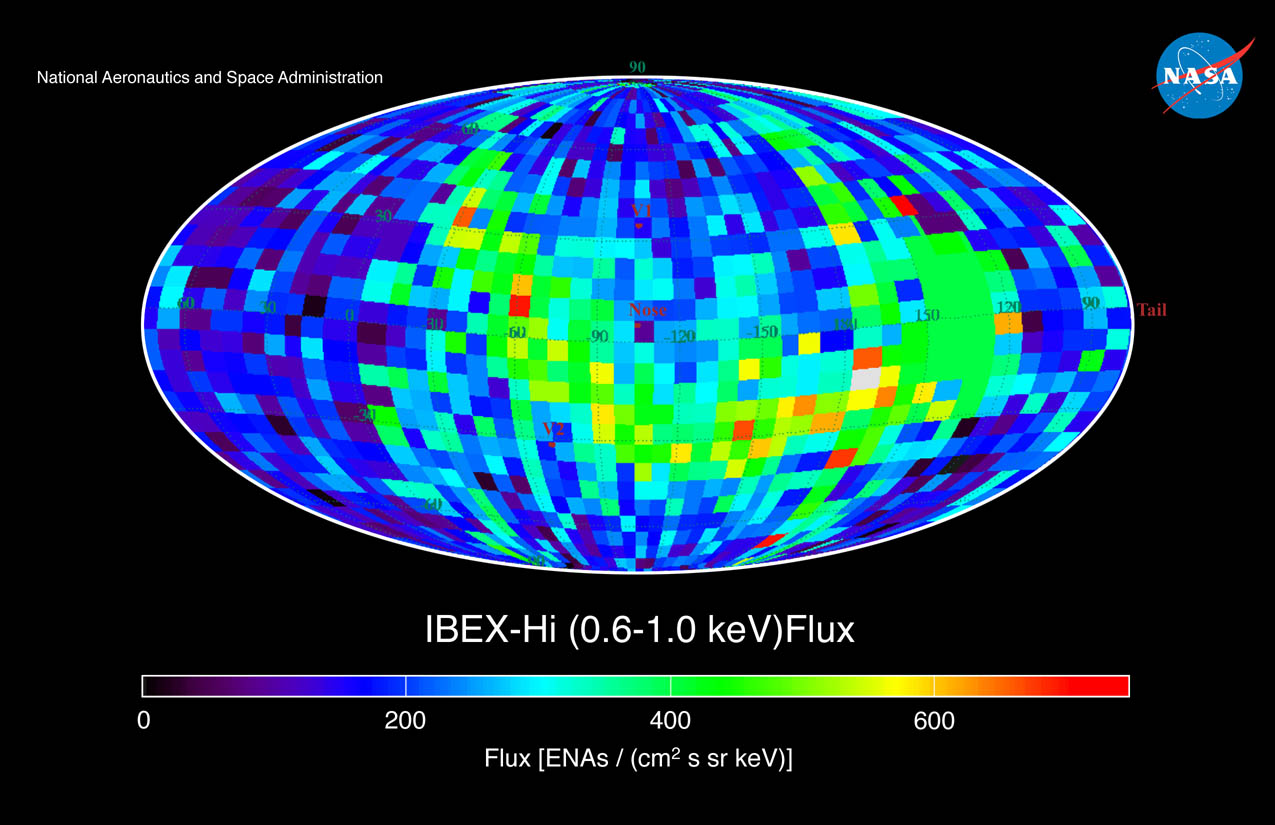 National Aeronautics and Space Administration
NASA
90
60
30
V1
60
30
0
-30
-60
-90
Nose
-120
-150
180
150
120
90
Tail
-30
V2
-60
IBEX-Hi (0.6-1.0 keV)Flux
0 200 400 600
Flux [ENAs / (cm² s sr keV)]